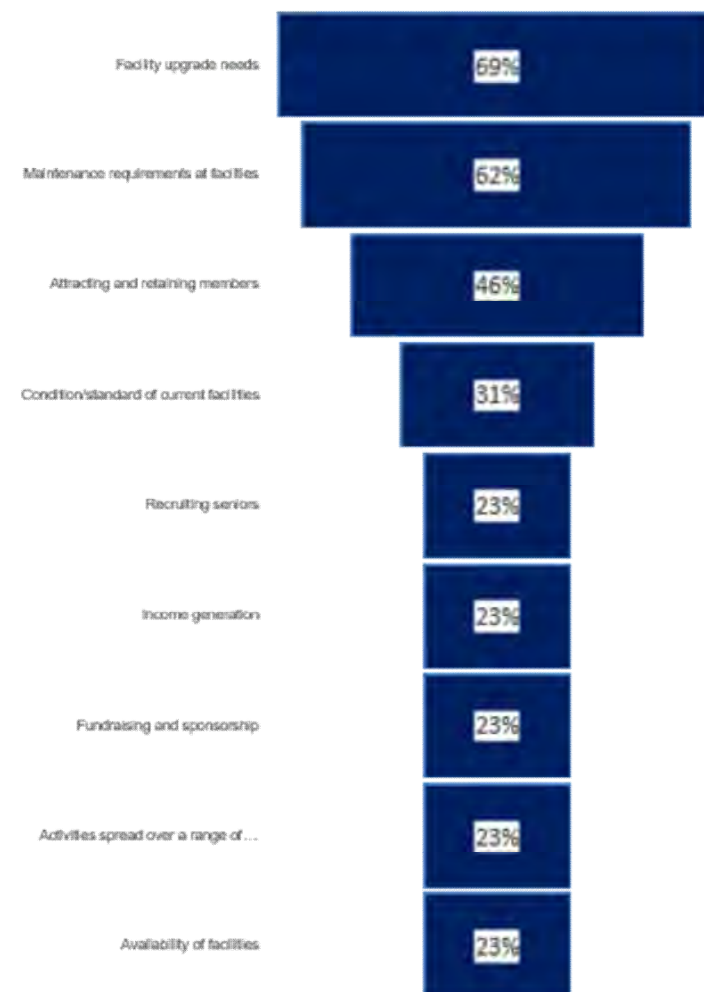 Facility upgrade needs
69%
Maintenance requirements at facilities
62%
Attracting and retaining members
46%
Condition/standard of current facilities
31%
Recruiting seniors
23%
Income generation
23%
Fundraising and sponsorship
23%
Activities spread over a range of...
23%
Availability of facilities
23%